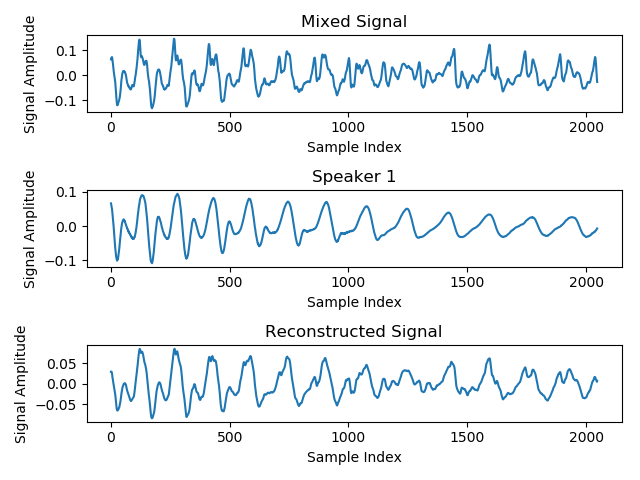 Mixed Signal
Signal Amplitude
0.1
0.0
−0.1
0
500
1000
1500
2000
Sample Index
Speaker 1
Signal Amplitude
0.1
0.0
−0.1
0
500
1000
1500
2000
Sample Index
Reconstructed Signal
Signal Amplitude
0.05
0.00
−0.05
0
500
1000
1500
2000
Sample Index